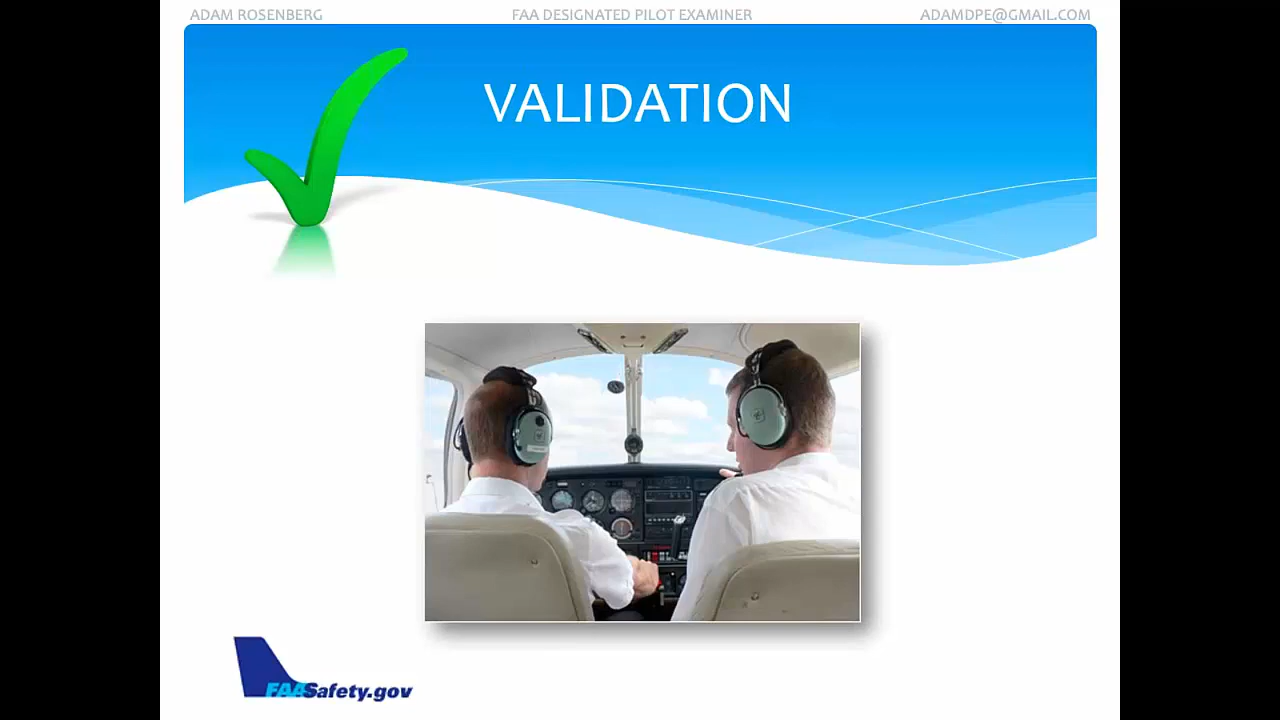 ADAM ROSENBERG
FAA DESIGNATED PILOT EXAMINER
ADAMDPE@GMAIL.COM
VALIDATION
FAASafety.gov